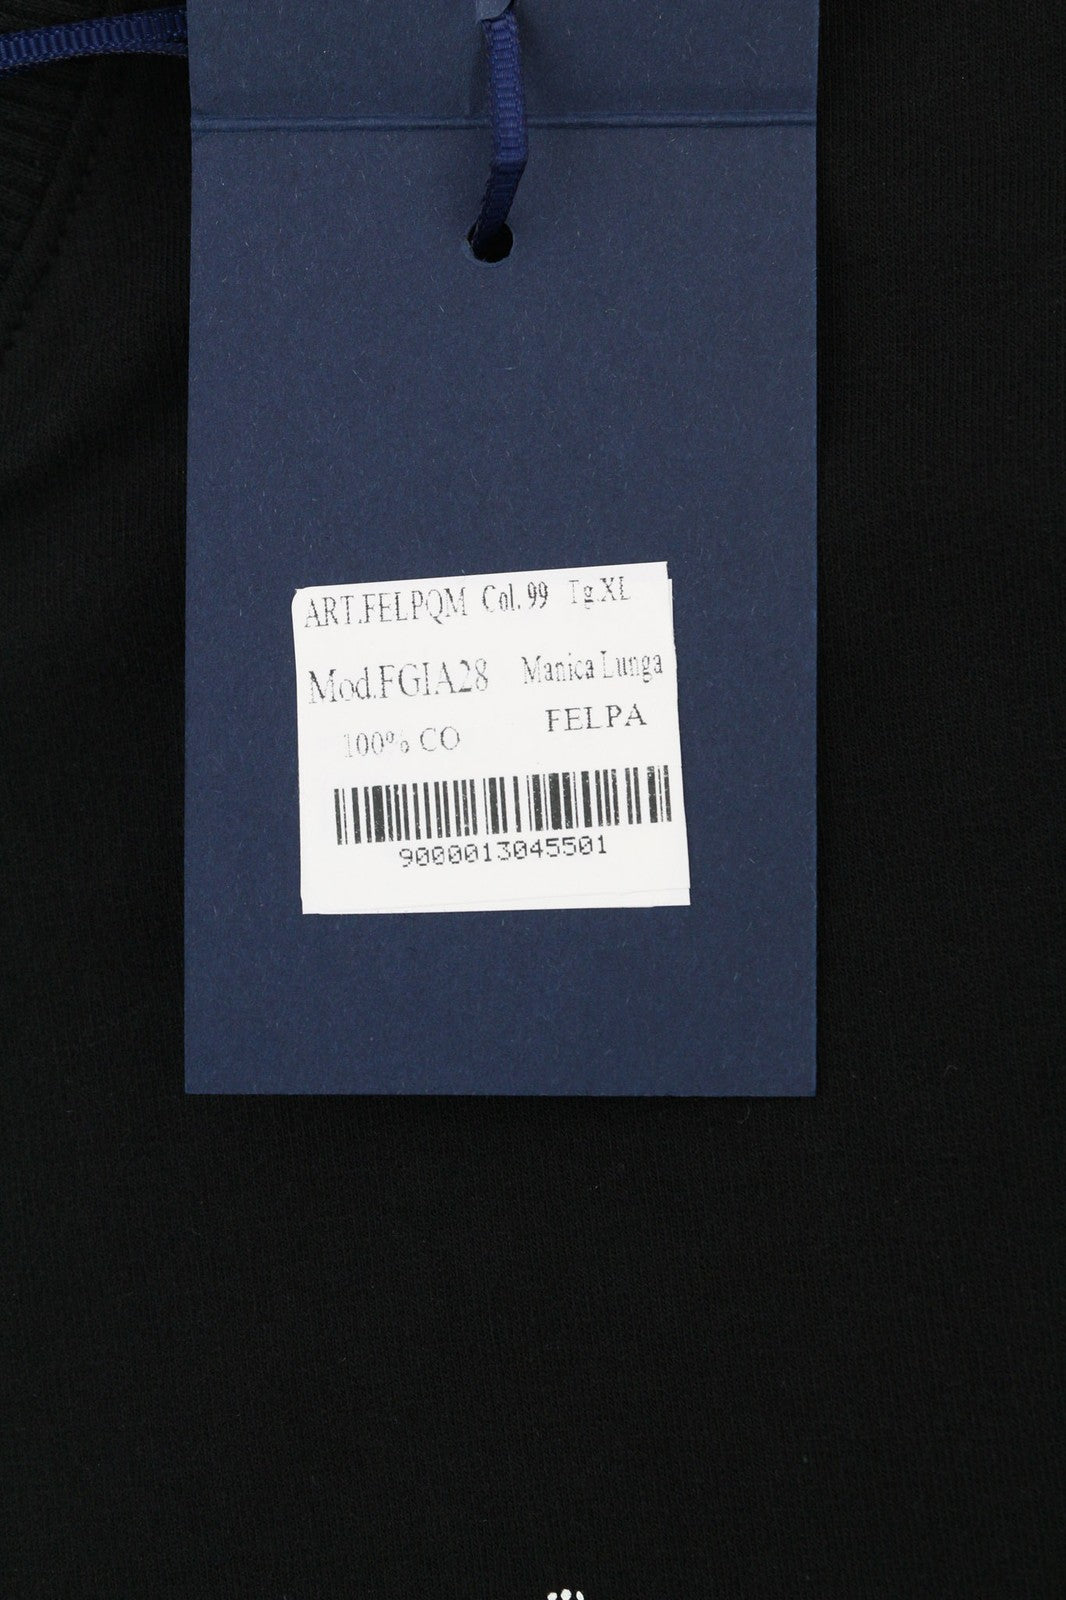 ART.FELPQM Col. 99 Tg.XL
Mod.FGIA28 Manica Lunga
100% CO FELPA
9000013045501